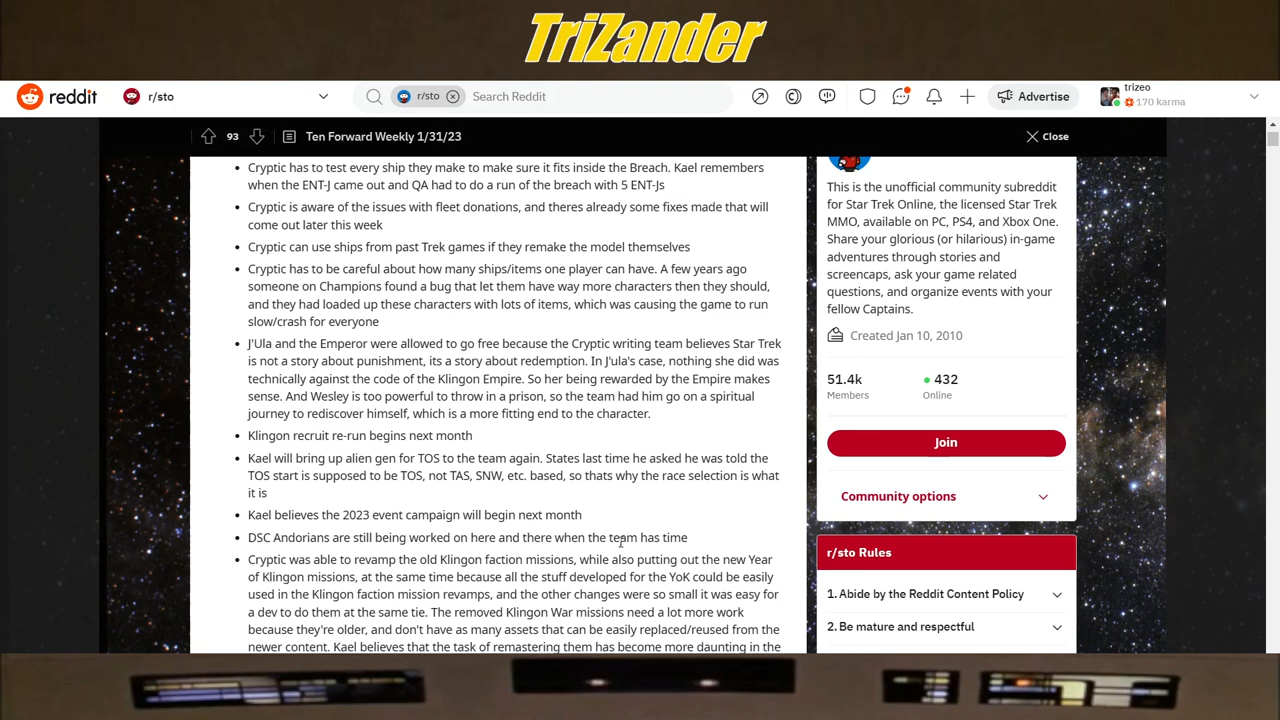 TriZander
reddit
r/sto
r/sto
Search Reddit
Advertise
trizeo
170 karma
93
Ten Forward Weekly 1/31/23
Close
Cryptic has to test every ship they make to make sure it fits inside the Breach. Kael remembers
when the ENT-J came out and QA had to do a run of the breach with 5 ENT-Js
Cryptic is aware of the issues with fleet donations, and theres already some fixes made that will
come out later this week
Cryptic can use ships from past Trek games if they remake the model themselves
Cryptic has to be careful about how many ships/items one player can have. A few years ago
someone on Champions found a bug that let them have way more characters then they should,
and they had loaded up these characters with lots of items, which was causing the game to run
slow/crash for everyone
J'Ula and the Emperor were allowed to go free because the Cryptic writing team believes Star Trek
is not a story about punishment, its a story about redemption. In J'ula's case, nothing she did was
technically against the code of the Klingon Empire. So her being rewarded by the Empire makes
sense. And Wesley is too powerful to throw in a prison, so the team had him go on a spiritual
journey to rediscover himself, which is a more fitting end to the character.
Klingon recruit re-run begins next month
Kael will bring up alien gen for TOS to the team again. States last time he asked he was told the
TOS start is supposed to be TOS, not TAS, SNW, etc. based, so thats why the race selection is what
it is
Kael believes the 2023 event campaign will begin next month
DSC Andorians are still being worked on here and there when the team has time
Cryptic was able to revamp the old Klingon faction missions, while also putting out the new Year
of Klingon missions, at the same time because all the stuff developed for the YoK could be easily
used in the Klingon faction mission revamps, and the other changes were so small it was easy for
a dev to do them at the same tie. The removed Klingon War missions need a lot more work
because they're older, and don't have as many assets that can be easily replaced/reused from the
newer content. Kael believes that the task of remastering them has become more daunting in the
This is the unofficial community subreddit
for Star Trek Online, the licensed Star Trek
MMO, available on PC, PS4, and Xbox One.
Share your glorious (or hilarious) in-game
adventures through stories and
screencaps, ask your game related
questions, and organize events with your
fellow Captains.
Created Jan 10, 2010
51.4k
432
Members
Online
Join
Community options
r/sto Rules
1. Abide by the Reddit Content Policy
2. Be mature and respectful